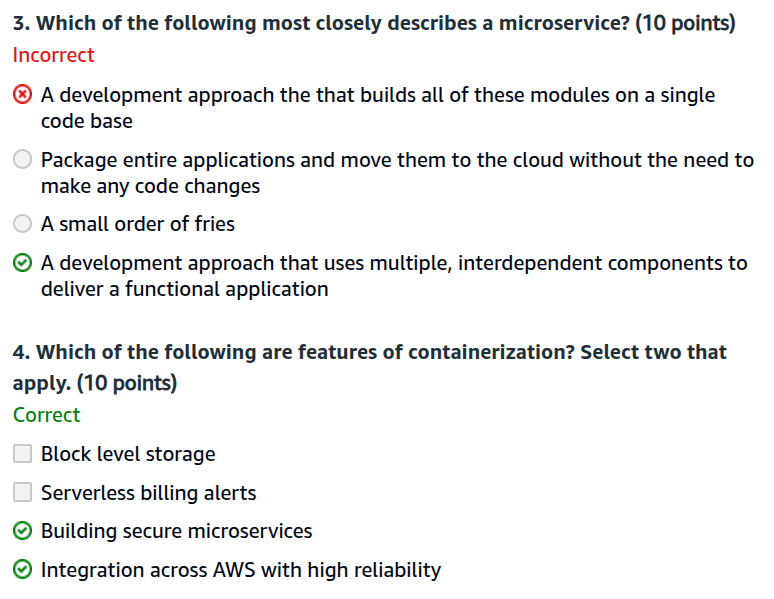 3. Which of the following most closely describes a microservice? (10 points)
Incorrect
A development approach the that builds all of these modules on a single
code base
Package entire applications and move them to the cloud without the need to
make any code changes
A small order of fries
A development approach that uses multiple, interdependent components to
deliver a functional application
4. Which of the following are features of containerization? Select two that
apply. (10 points)
Correct
Block level storage
Serverless billing alerts
Building secure microservices
Integration across AWS with high reliability